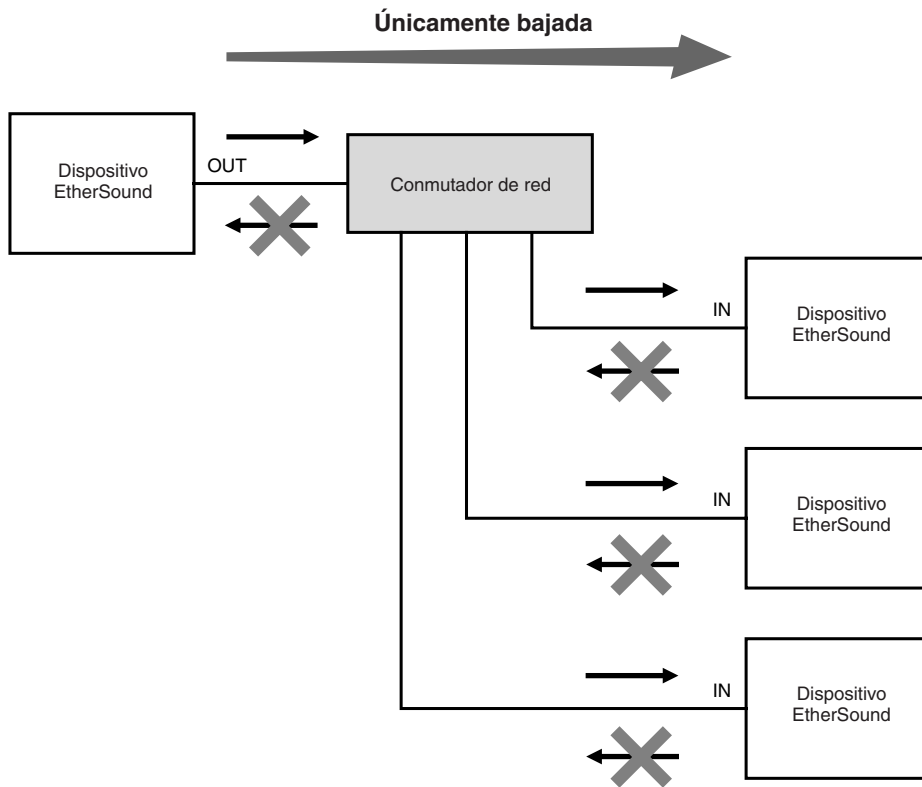 Únicamente bajada
Dispositivo
EtherSound
OUT
Conmutador de red
IN
Dispositivo
EtherSound
IN
Dispositivo
EtherSound
IN
Dispositivo
EtherSound